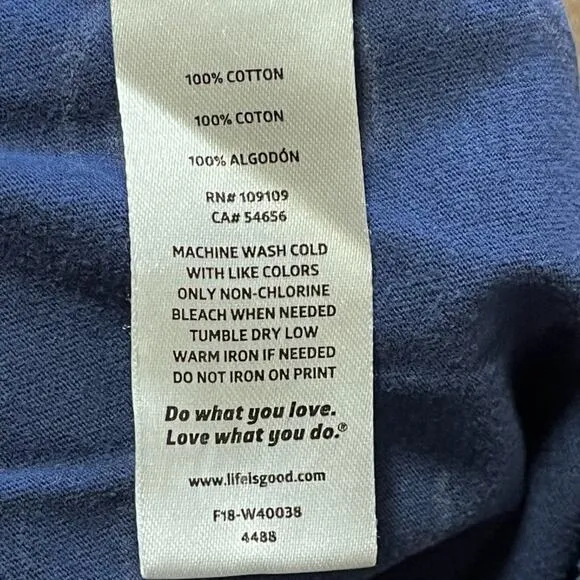 100% COTTON
100% COTON
100% ALGODÓN
RN# 109109
CA# 54656
MACHINE WASH COLD
WITH LIKE COLORS
ONLY NON-CHLORINE
BLEACH WHEN NEEDED
TUMBLE DRY LOW
WARM IRON IF NEEDED
DO NOT IRON ON PRINT
Do what you love.
Love what you do.®
www.lifeisgood.com
F18-W40038
4488